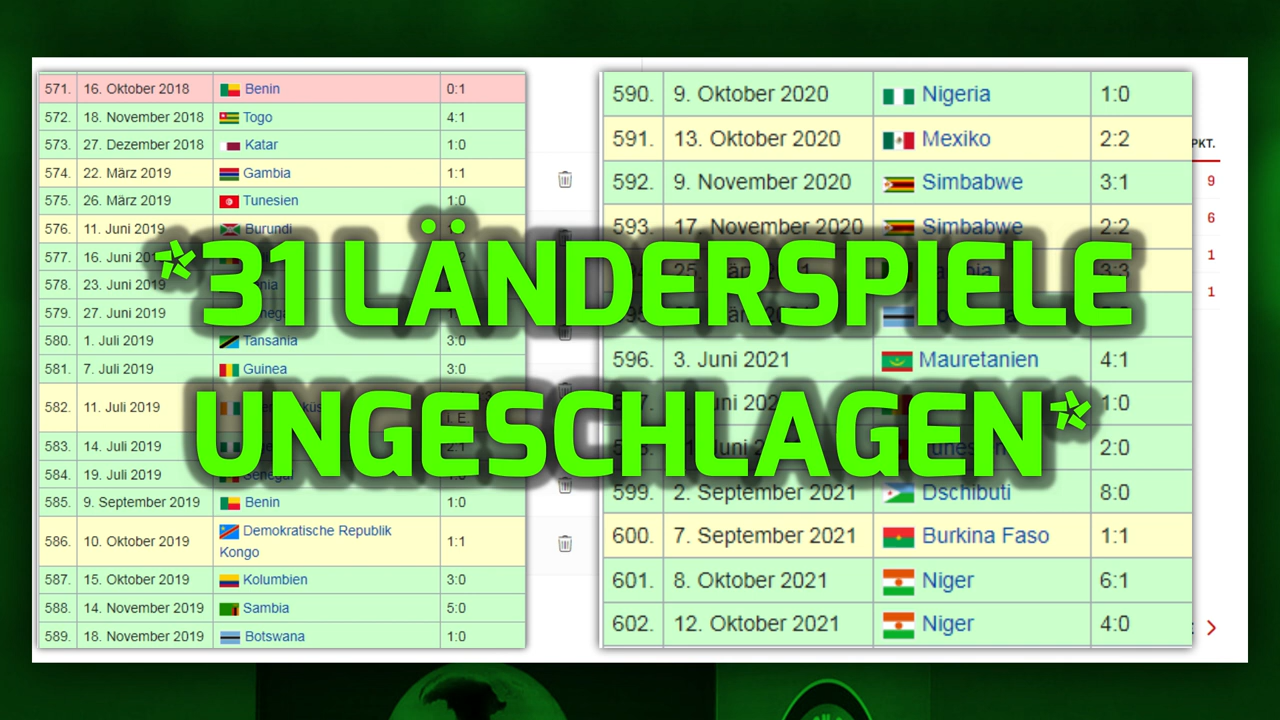 571. 16. Oktober 2018 Benin 0:1
572. 18. November 2018 Togo 4:1
573. 27. Dezember 2018 Katar 1:0
574. 22. März 2019 Gambia 1:1
575. 26. März 2019 Tunesien 1:0
576. 11. Juni 2019 Burundi
577. 16. Juni
578. 23. Juni 2019
579. 27. Juni 2019
580. 1. Juli 2019 Tansania 3:0
581. 7. Juli 2019 Guinea 3:0
582. 11. Juli 2019
583. 14. Juli 2019 2:1
584. 19. Juli 2019 Senegal
585. 9. September 2019 Benin 1:0
586. 10. Oktober 2019 Demokratische Republik
Kongo 1:1
587. 15. Oktober 2019 Kolumbien 3:0
588. 14. November 2019 Sambia 5:0
589. 18. November 2019 Botswana 1:0
590. 9. Oktober 2020 Nigeria 1:0
591. 13. Oktober 2020 Mexiko 2:2
592. 9. November 2020 Simbabwe 3:1
593. 17. November 2020 Simbabwe 2:2
3:3
596. 3. Juni 2021 Mauretanien 4:1
1:0
Juni Tunesien 2:0
599. 2. September 2021 Dschibuti 8:0
600. 7. September 2021 Burkina Faso 1:1
601. 8. Oktober 2021 Niger 6:1
602. 12. Oktober 2021 Niger 4:0
PKT.
9
6
1
1
*31 LÄNDERSPIELE
UNGESCHLAGEN*